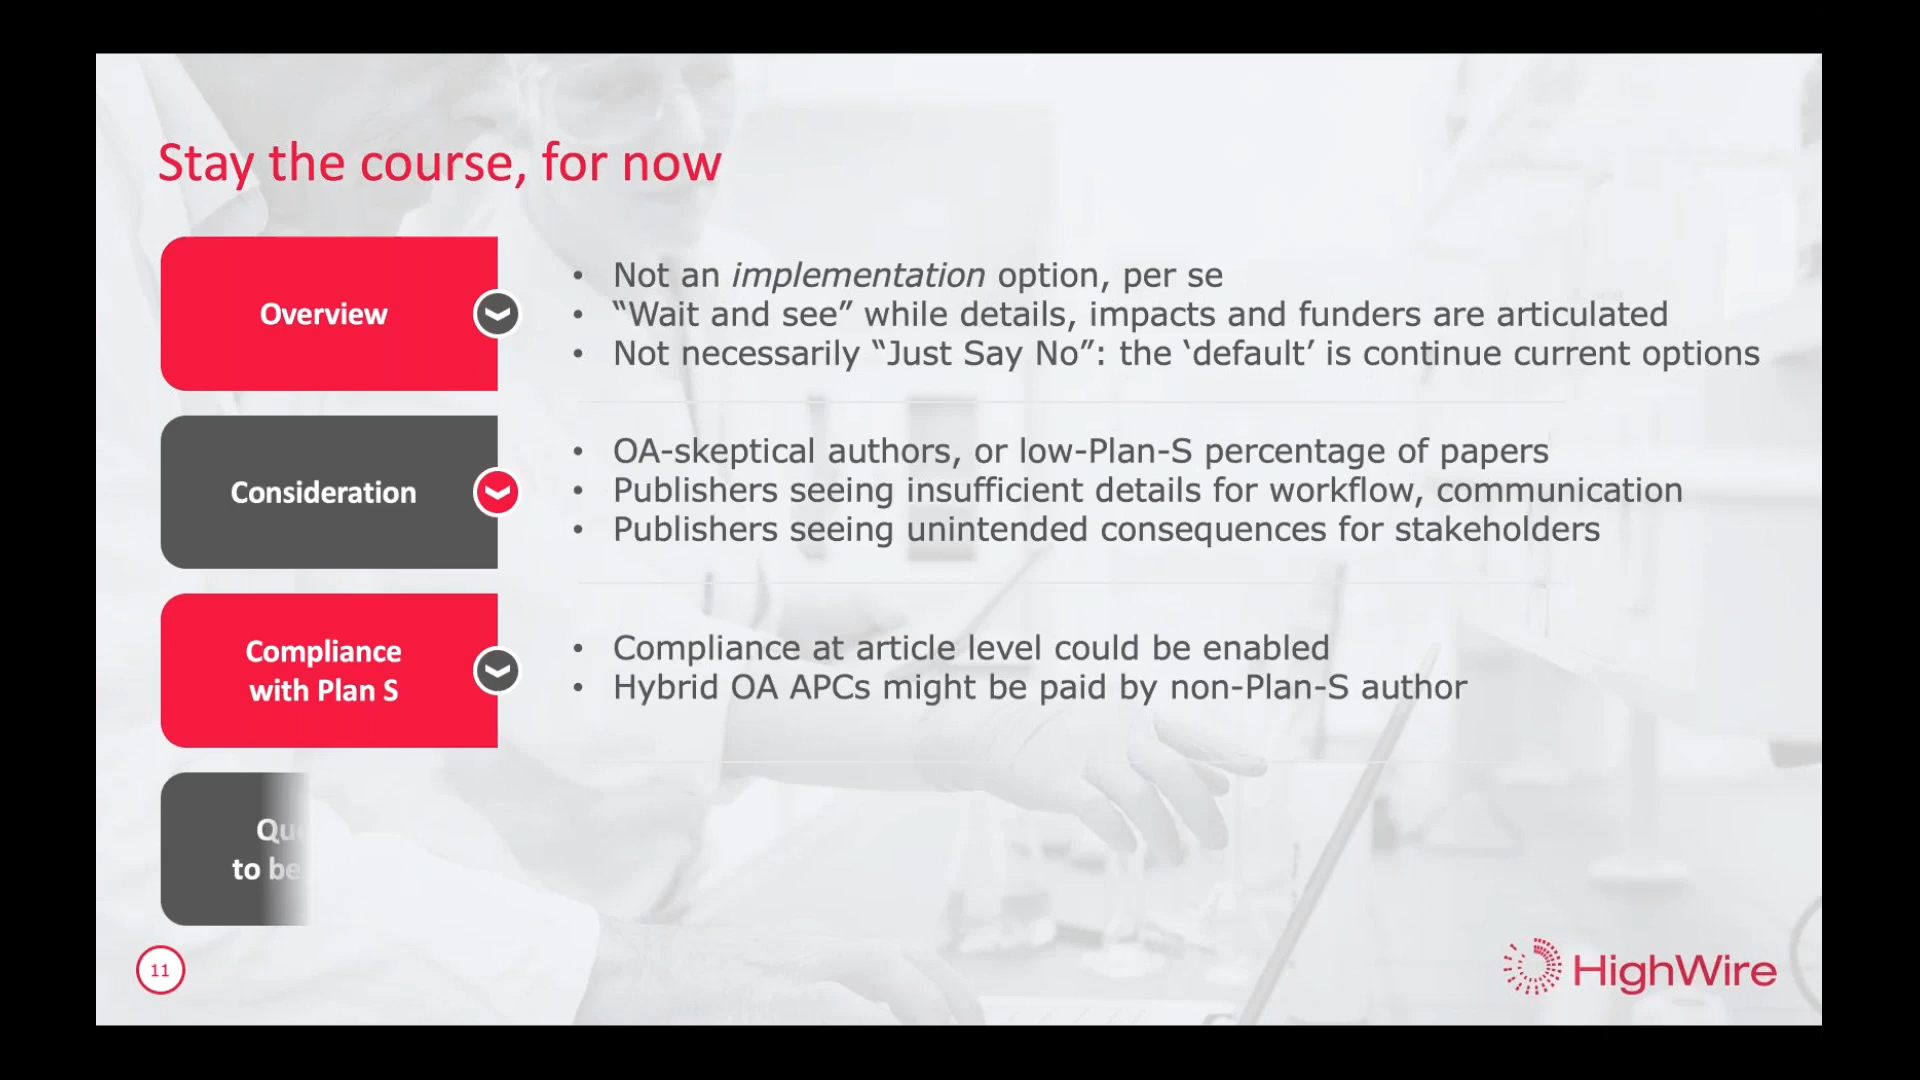 Stay the course, for now
Overview
• Not an implementation option, per se
• “Wait and see” while details, impacts and funders are articulated
• Not necessarily “Just Say No”: the ‘default’ is continue current options
Consideration
• OA-skeptical authors, or low-Plan-S percentage of papers
• Publishers seeing insufficient details for workflow, communication
• Publishers seeing unintended consequences for stakeholders
Compliance
with Plan S
• Compliance at article level could be enabled
• Hybrid OA APCs might be paid by non-Plan-S author
to be
11
HighWire